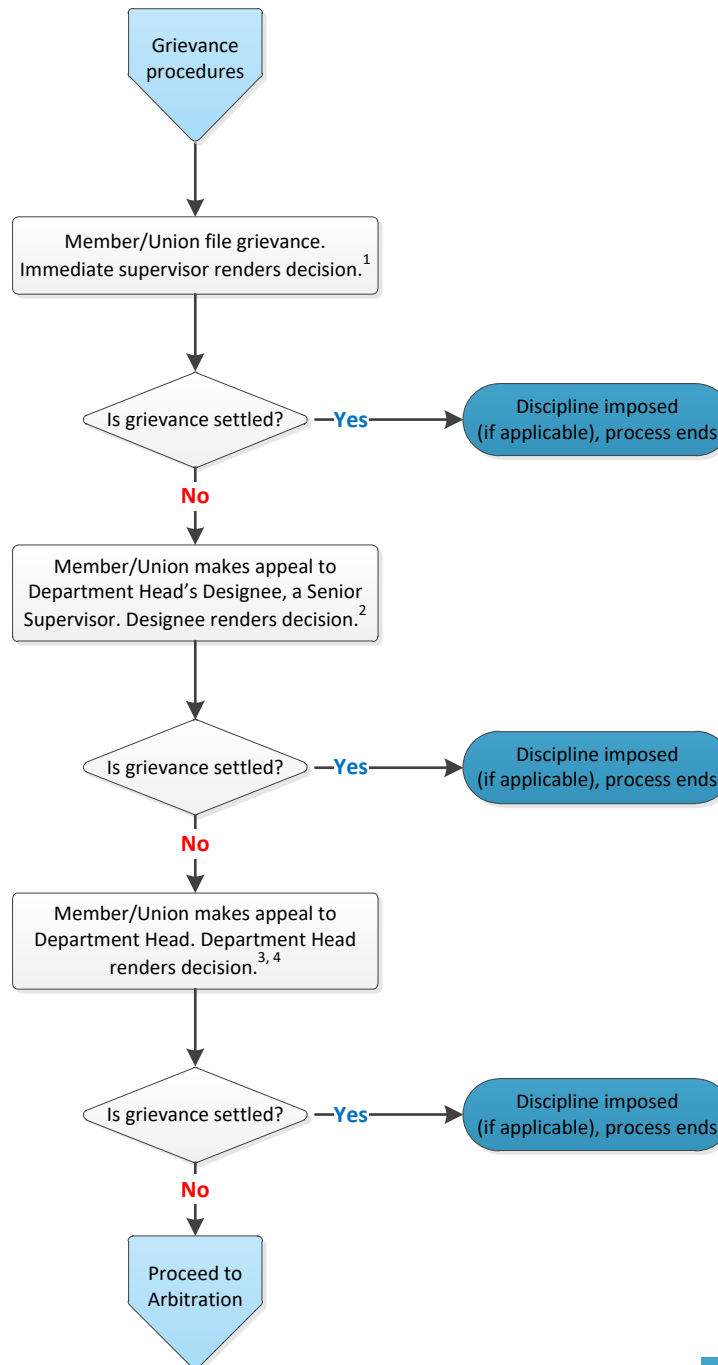 Grievance
procedures
Member/Union file grievance.
Immediate supervisor renders decision.1
Is grievance settled?
Yes
Discipline imposed
(if applicable), process ends
No
Member/Union makes appeal to
Department Head’s Designee, a Senior
Supervisor. Designee renders decision.2
Is grievance settled?
Yes
Discipline imposed
(if applicable), process ends
No
Member/Union makes appeal to
Department Head. Department Head
renders decision.3, 4
Is grievance settled?
Yes
Discipline imposed
(if applicable), process ends
No
Proceed to
Arbitration